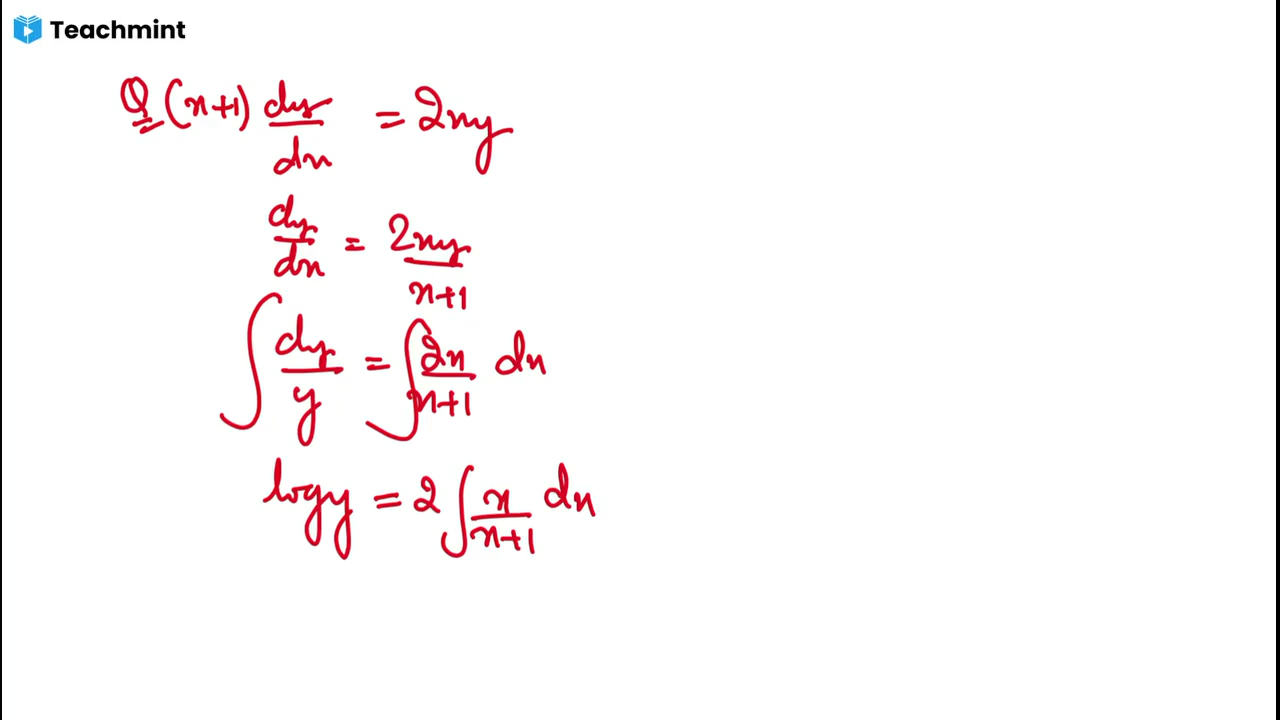 Teachmint
Q (x+1) dy/dx = 2xy
dy/dx = 2xy/x+1
∫ dy/y = ∫ 2x/x+1 dx
log y = 2 ∫ x/x+1 dx